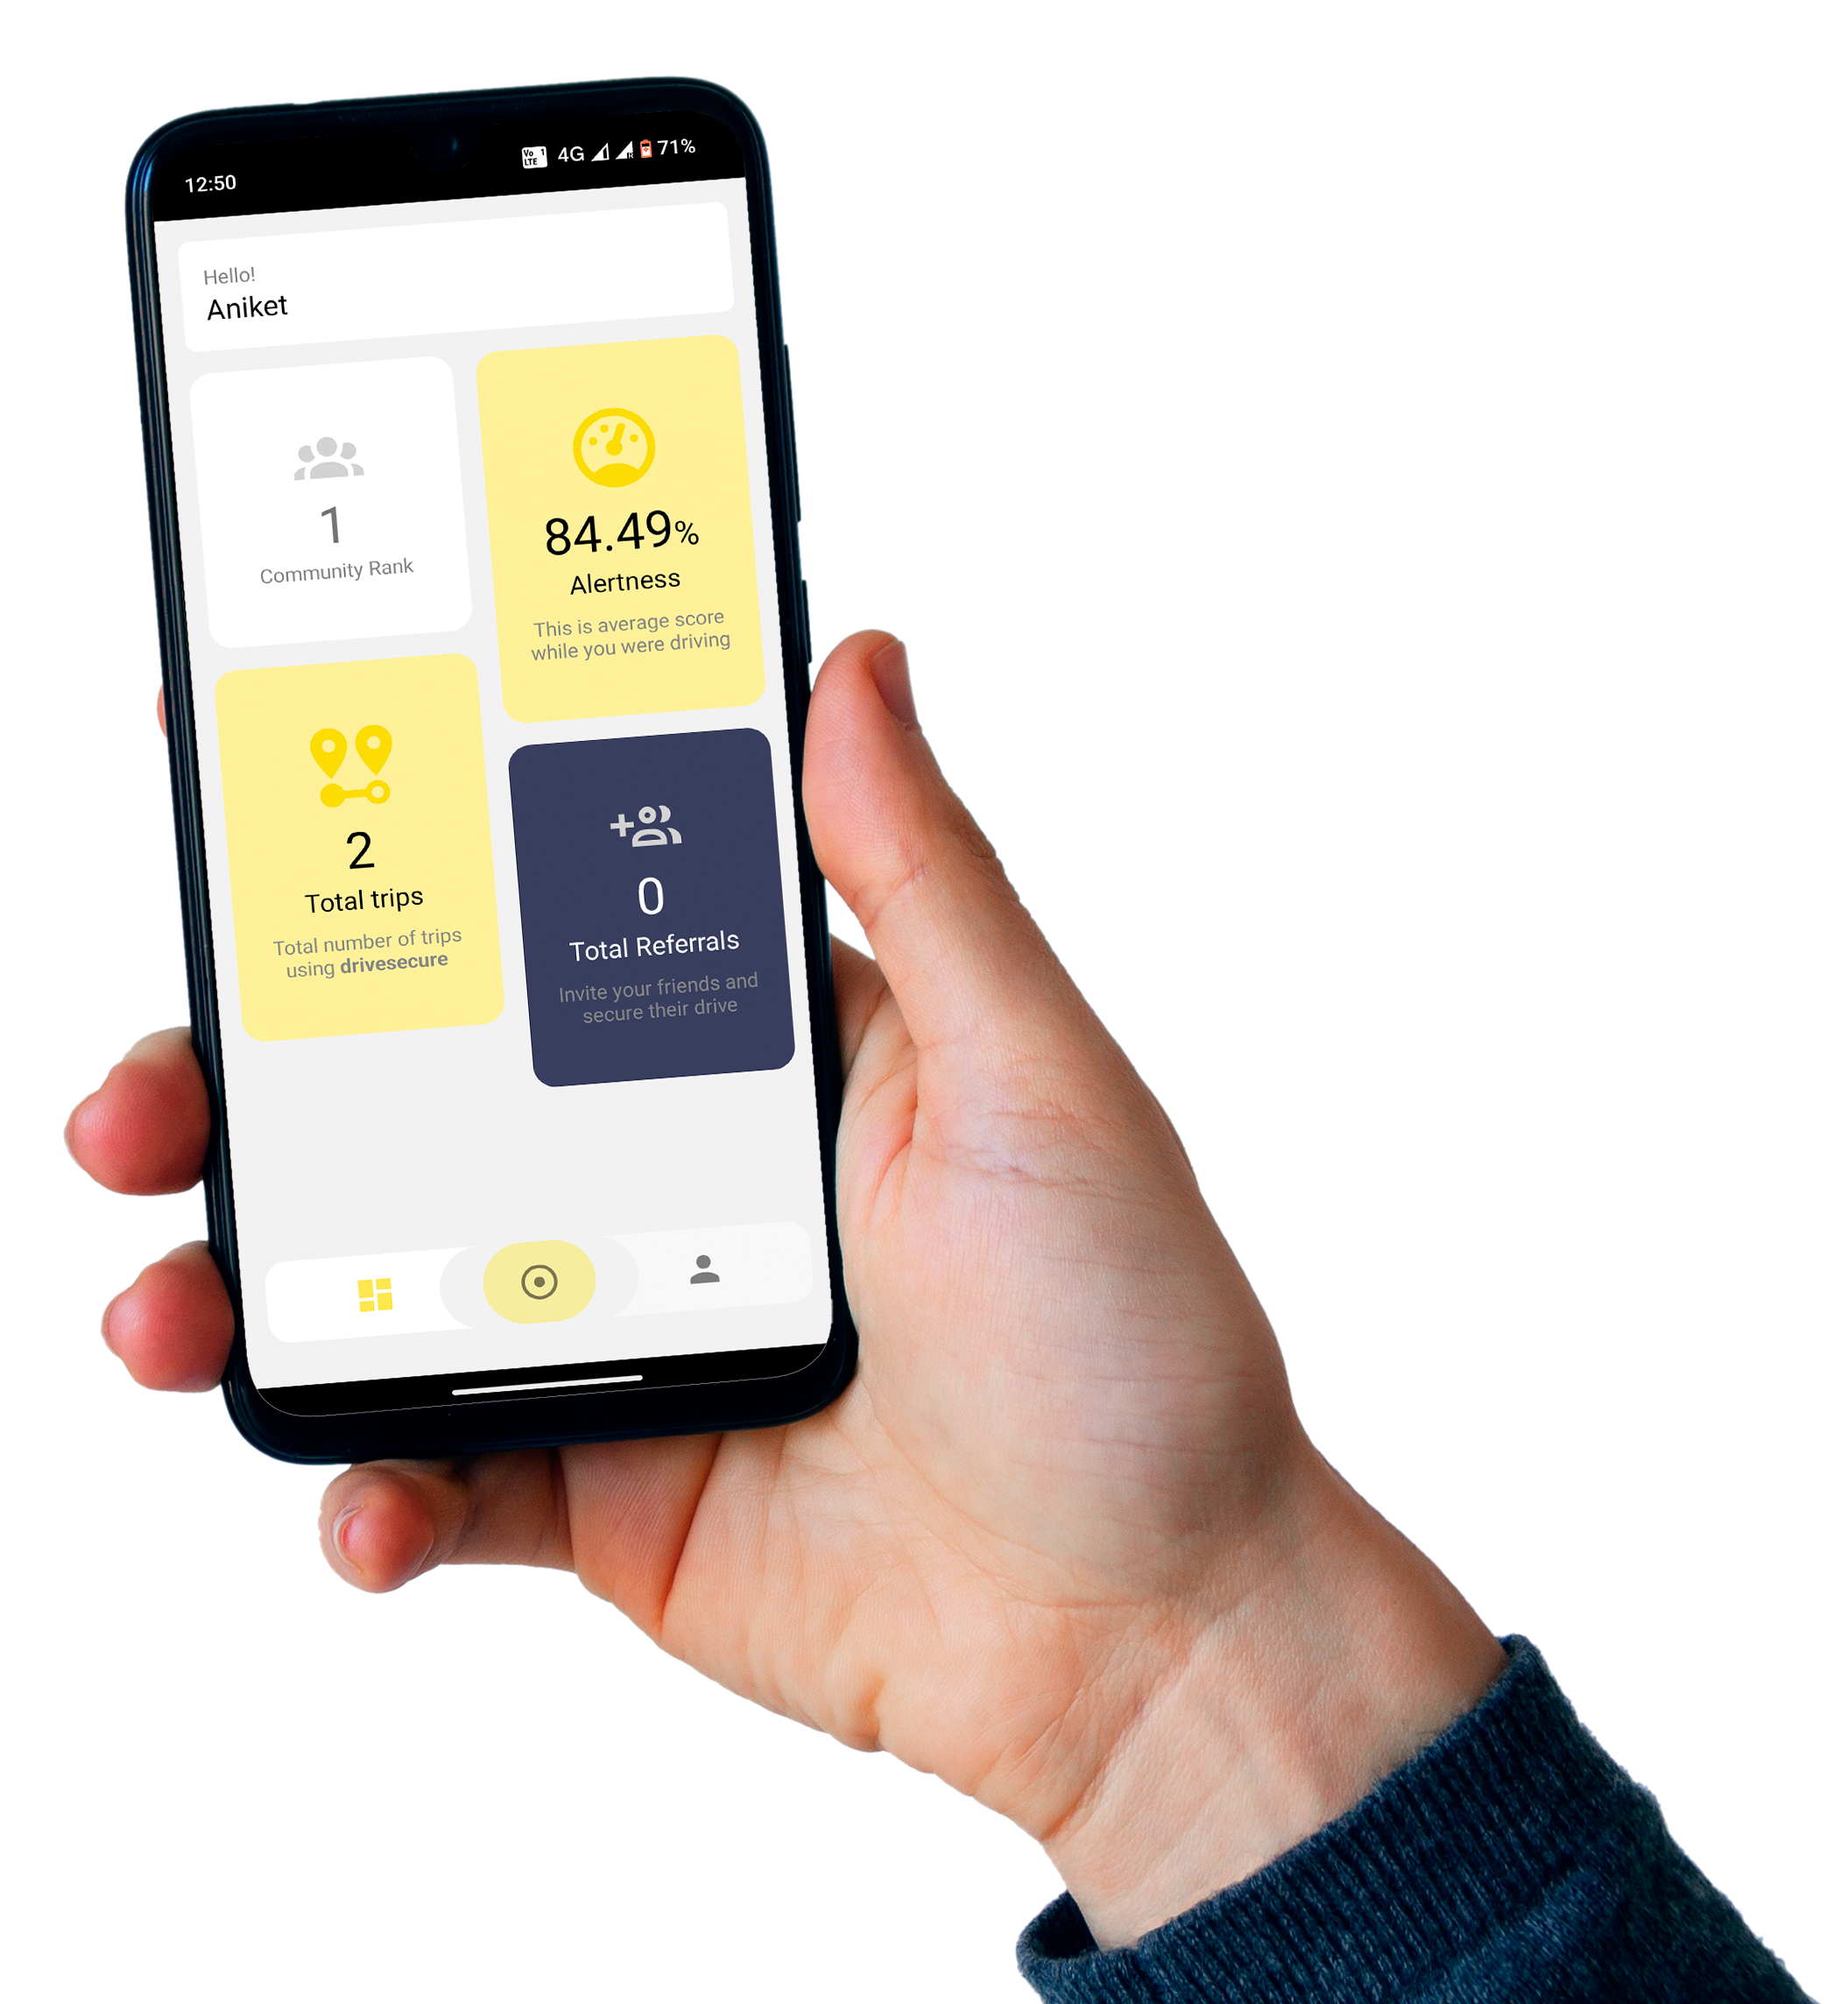 12:50
Vo 1
LTE
4G
R
71%
Hello!
Aniket
1
Community Rank
84.49%
Alertness
This is average score
while you were driving
2
Total trips
Total number of trips
using drivesecure
0
Total Referrals
Invite your friends and
secure their drive